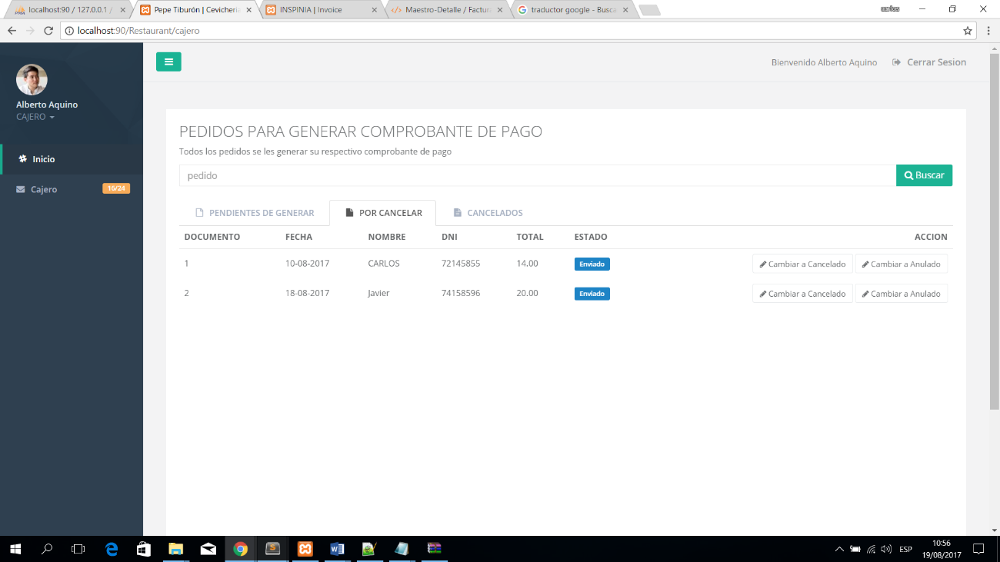 localhost:90 / 127.0.0.1 /
Pepe Tiburón | Cevicheria
INSPINIA | Invoice
Maestro-Detalle / Factura
traductor google - Busca
carlos
localhost:90/Restaurant/cajero
Bienvenido Alberto Aquino
Cerrar Sesion
Alberto Aquino
CAJERO
Inicio
Cajero
16/24
PEDIDOS PARA GENERAR COMPROBANTE DE PAGO
Todos los pedidos se les generar su respectivo comprobante de pago
pedido
Buscar
PENDIENTES DE GENERAR
POR CANCELAR
CANCELADOS
DOCUMENTO FECHA NOMBRE DNI TOTAL ESTADO ACCION
1 10-08-2017 CARLOS 72145855 14.00 Enviado Cambiar a Cancelado Cambiar a Anulado
2 18-08-2017 Javier 74158596 20.00 Enviado Cambiar a Cancelado Cambiar a Anulado
ESP
10:56
19/08/2017